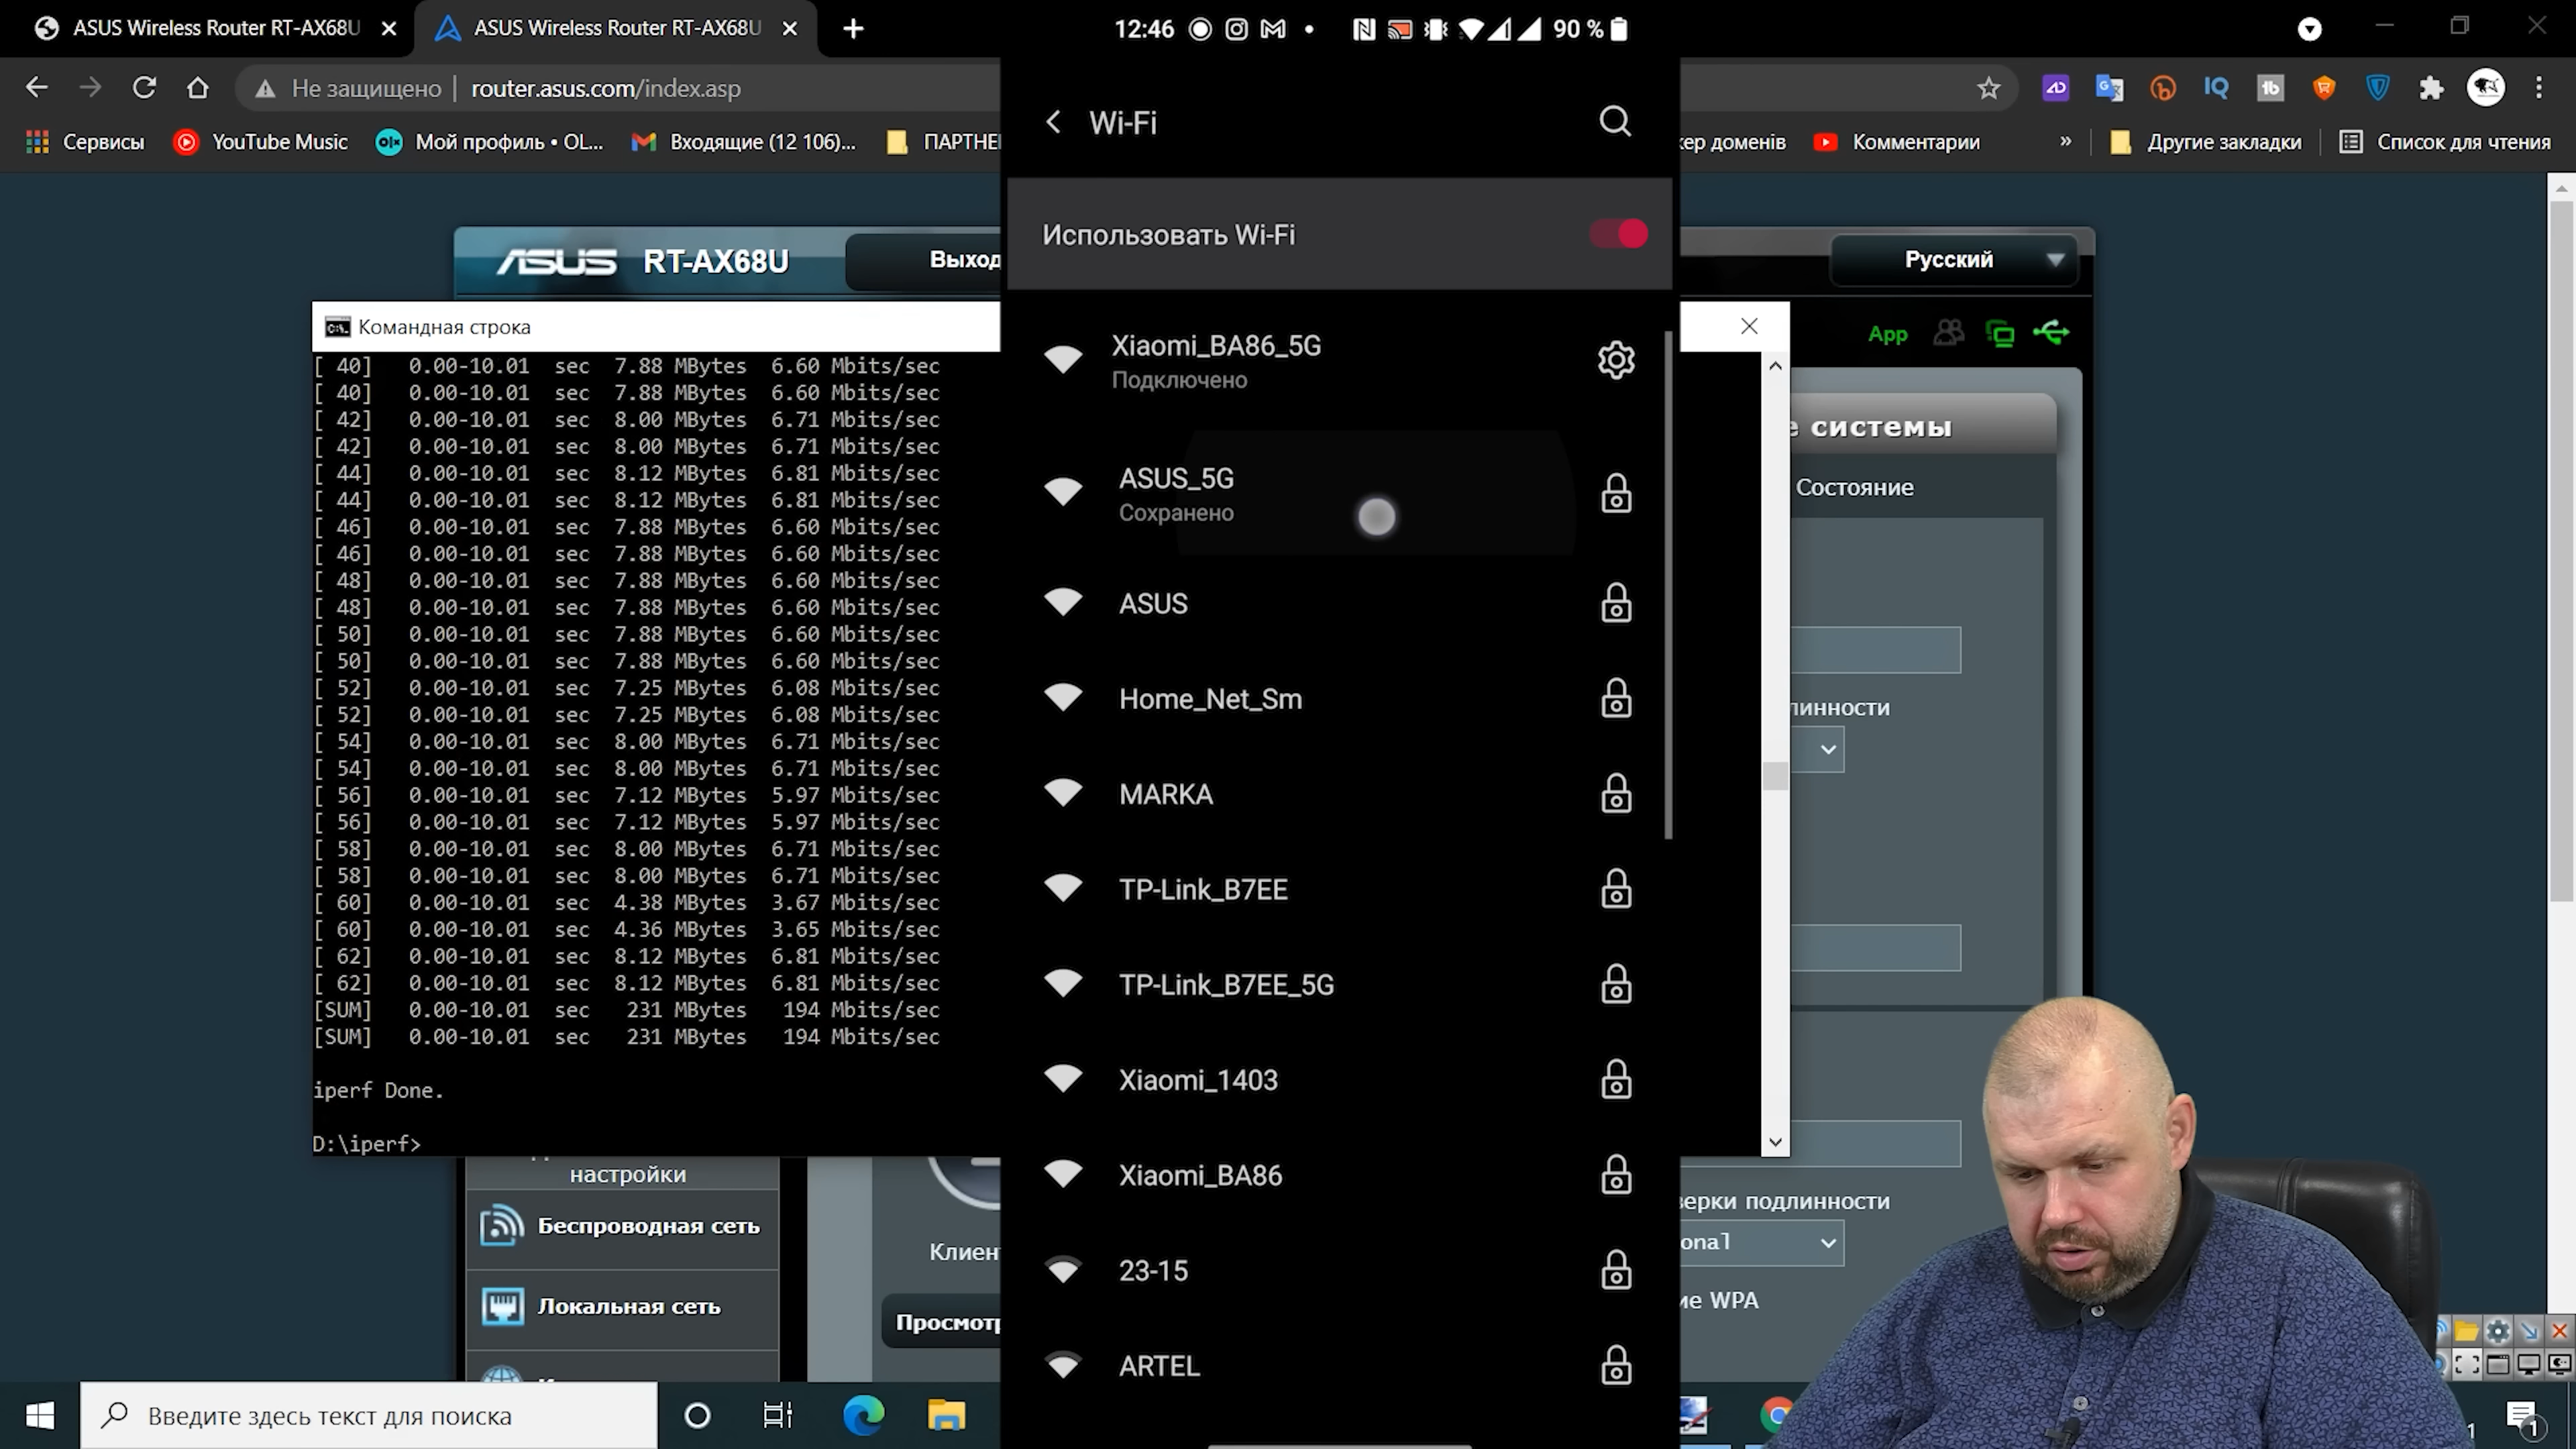 ASUS Wireless Router RT-AX68U
ASUS Wireless Router RT-AX68U
Не защищено
router.asus.com/index.asp
Сервисы
YouTube Music
Мой профиль • OL...
Входящие (12 106)...
ПАРТНЕ
кер доменів
Комментарии
»
Другие закладки
Список для чтения
ASUS RT-AX68U
Выход
Русский
App
Командная строка
[ 40] 0.00-10.01 sec 7.88 MBytes 6.60 Mbits/sec
[ 40] 0.00-10.01 sec 7.88 MBytes 6.60 Mbits/sec
[ 42] 0.00-10.01 sec 8.00 MBytes 6.71 Mbits/sec
[ 42] 0.00-10.01 sec 8.00 MBytes 6.71 Mbits/sec
[ 44] 0.00-10.01 sec 8.12 MBytes 6.81 Mbits/sec
[ 44] 0.00-10.01 sec 8.12 MBytes 6.81 Mbits/sec
[ 46] 0.00-10.01 sec 7.88 MBytes 6.60 Mbits/sec
[ 46] 0.00-10.01 sec 7.88 MBytes 6.60 Mbits/sec
[ 48] 0.00-10.01 sec 7.88 MBytes 6.60 Mbits/sec
[ 48] 0.00-10.01 sec 7.88 MBytes 6.60 Mbits/sec
[ 50] 0.00-10.01 sec 7.88 MBytes 6.60 Mbits/sec
[ 50] 0.00-10.01 sec 7.88 MBytes 6.60 Mbits/sec
[ 52] 0.00-10.01 sec 7.25 MBytes 6.08 Mbits/sec
[ 52] 0.00-10.01 sec 7.25 MBytes 6.08 Mbits/sec
[ 54] 0.00-10.01 sec 8.00 MBytes 6.71 Mbits/sec
[ 54] 0.00-10.01 sec 8.00 MBytes 6.71 Mbits/sec
[ 56] 0.00-10.01 sec 7.12 MBytes 5.97 Mbits/sec
[ 56] 0.00-10.01 sec 7.12 MBytes 5.97 Mbits/sec
[ 58] 0.00-10.01 sec 8.00 MBytes 6.71 Mbits/sec
[ 58] 0.00-10.01 sec 8.00 MBytes 6.71 Mbits/sec
[ 60] 0.00-10.01 sec 4.38 MBytes 3.67 Mbits/sec
[ 60] 0.00-10.01 sec 4.36 MBytes 3.65 Mbits/sec
[ 62] 0.00-10.01 sec 8.12 MBytes 6.81 Mbits/sec
[ 62] 0.00-10.01 sec 8.12 MBytes 6.81 Mbits/sec
[SUM] 0.00-10.01 sec 231 MBytes 194 Mbits/sec
[SUM] 0.00-10.01 sec 231 MBytes 194 Mbits/sec
iperf Done.
D:\iperf>
12:46
90 %
Wi-Fi
Использовать Wi-Fi
Xiaomi_BA86_5G
Подключено
ASUS_5G
Сохранено
ASUS
Home_Net_Sm
MARKA
TP-Link_B7EE
TP-Link_B7EE_5G
Xiaomi_1403
Xiaomi_BA86
23-15
ARTEL
е системы
Состояние
линности
верки подлинности
onal
ие WPA
настройки
Беспроводная сеть
Локальная сеть
Клиен
Просмотр
Введите здесь текст для поиска
1